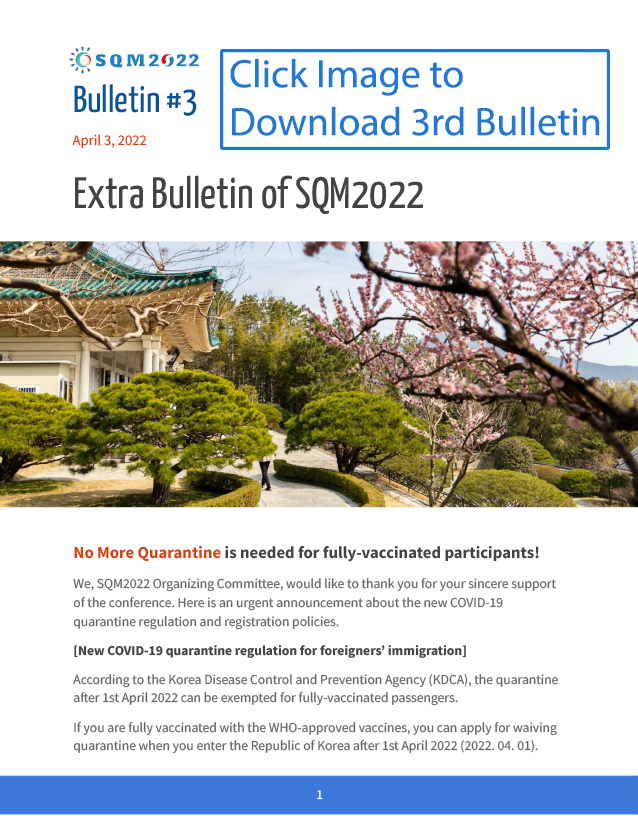 SQM2022
Bulletin #3
April 3, 2022
Click Image to
Download 3rd Bulletin
Extra Bulletin of SQM2022
No More Quarantine is needed for fully-vaccinated participants!
We, SQM2022 Organizing Committee, would like to thank you for your sincere support
of the conference. Here is an urgent announcement about the new COVID-19
quarantine regulation and registration policies.
[New COVID-19 quarantine regulation for foreigners’ immigration]
According to the Korea Disease Control and Prevention Agency (KDCA), the quarantine
after 1st April 2022 can be exempted for fully-vaccinated passengers.
If you are fully vaccinated with the WHO-approved vaccines, you can apply for waiving
quarantine when you enter the Republic of Korea after 1st April 2022 (2022. 04. 01).
1